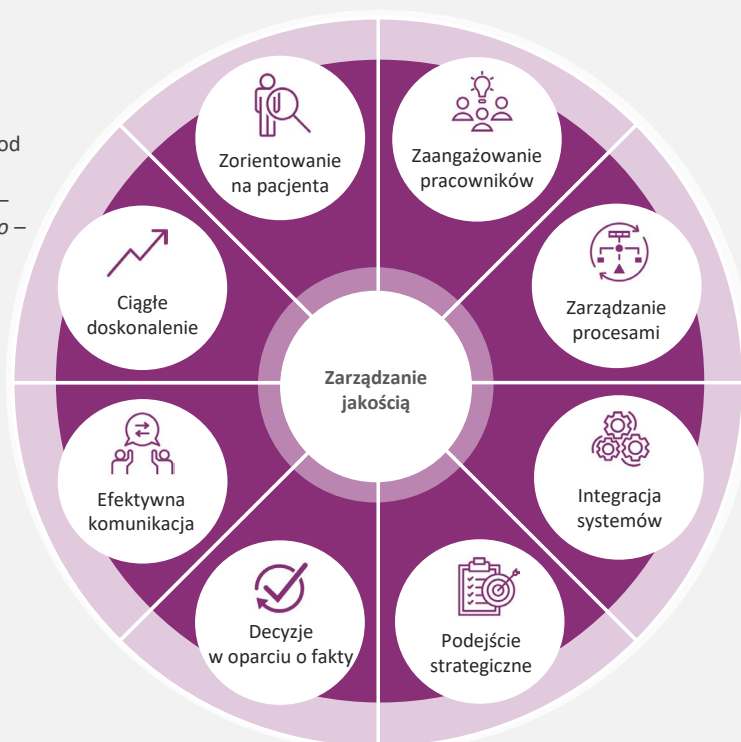 od
–
o –
Zorientowanie
na pacjenta
Zaangażowanie
pracowników
Zarządzanie
procesami
Integracja
systemów
Podejście
strategiczne
Decyzje
w oparciu o fakty
Efektywna
komunikacja
Ciągłe
doskonalenie
Zarządzanie
jakością